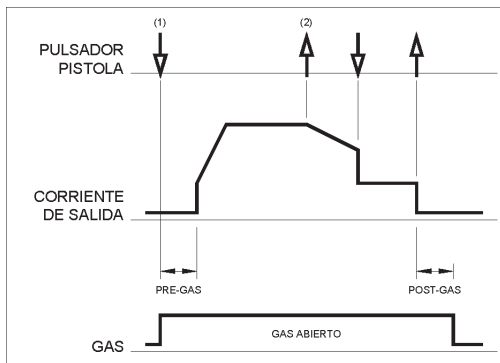 (1)
(2)
PULSADOR
PISTOLA
CORRIENTE
DE SALIDA
PRE-GAS
POST-GAS
GAS ABIERTO
GAS